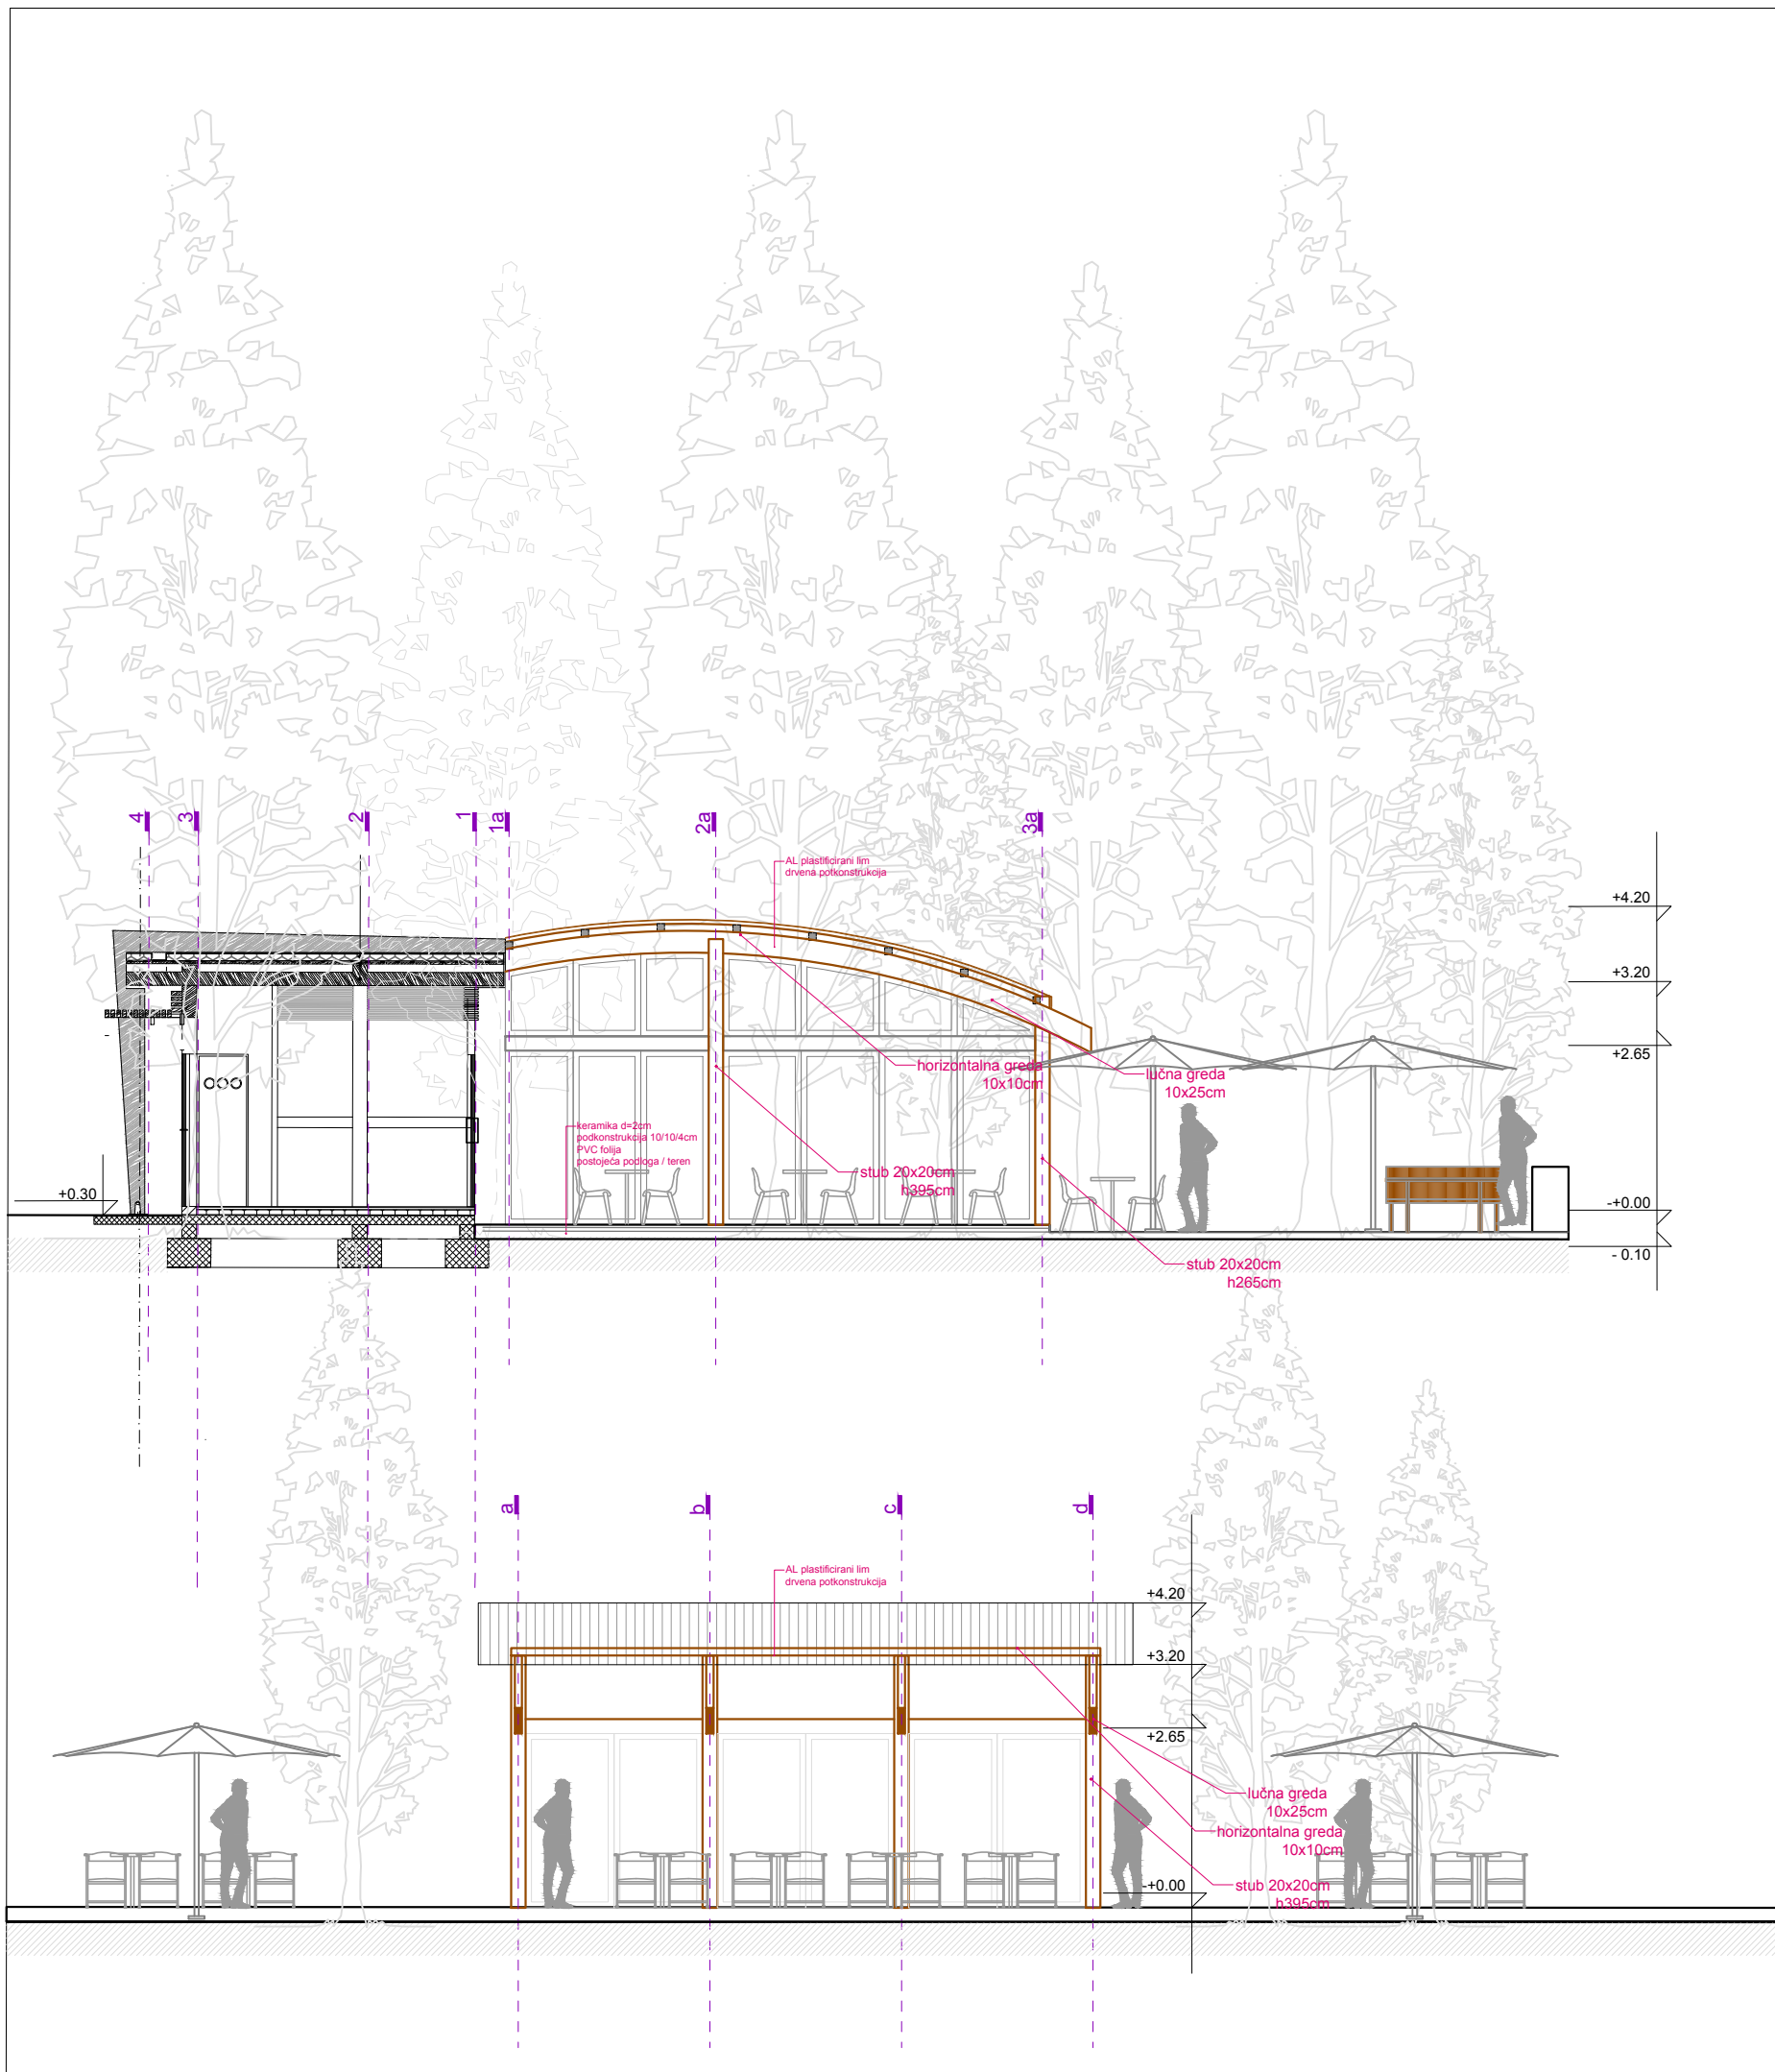 4
3
2
1
1a
2a
3a
AL plastificirani lim
drvena potkonstrukcija
+4.20
+3.20
+2.65
horizontalna greda
10x10cm
lučna greda
10x25cm
keramika d=2cm
podkonstrukcija 10/10/4cm
PVC folija
postojeća podloga / teren
stub 20x20cm
h395cm
+0.30
-+0.00
- 0.10
stub 20x20cm
h265cm
a
b
c
d
AL plastificirani lim
drvena potkonstrukcija
+4.20
+3.20
+2.65
lučna greda
10x25cm
horizontalna greda
10x10cm
stub 20x20cm
h395cm
-+0.00